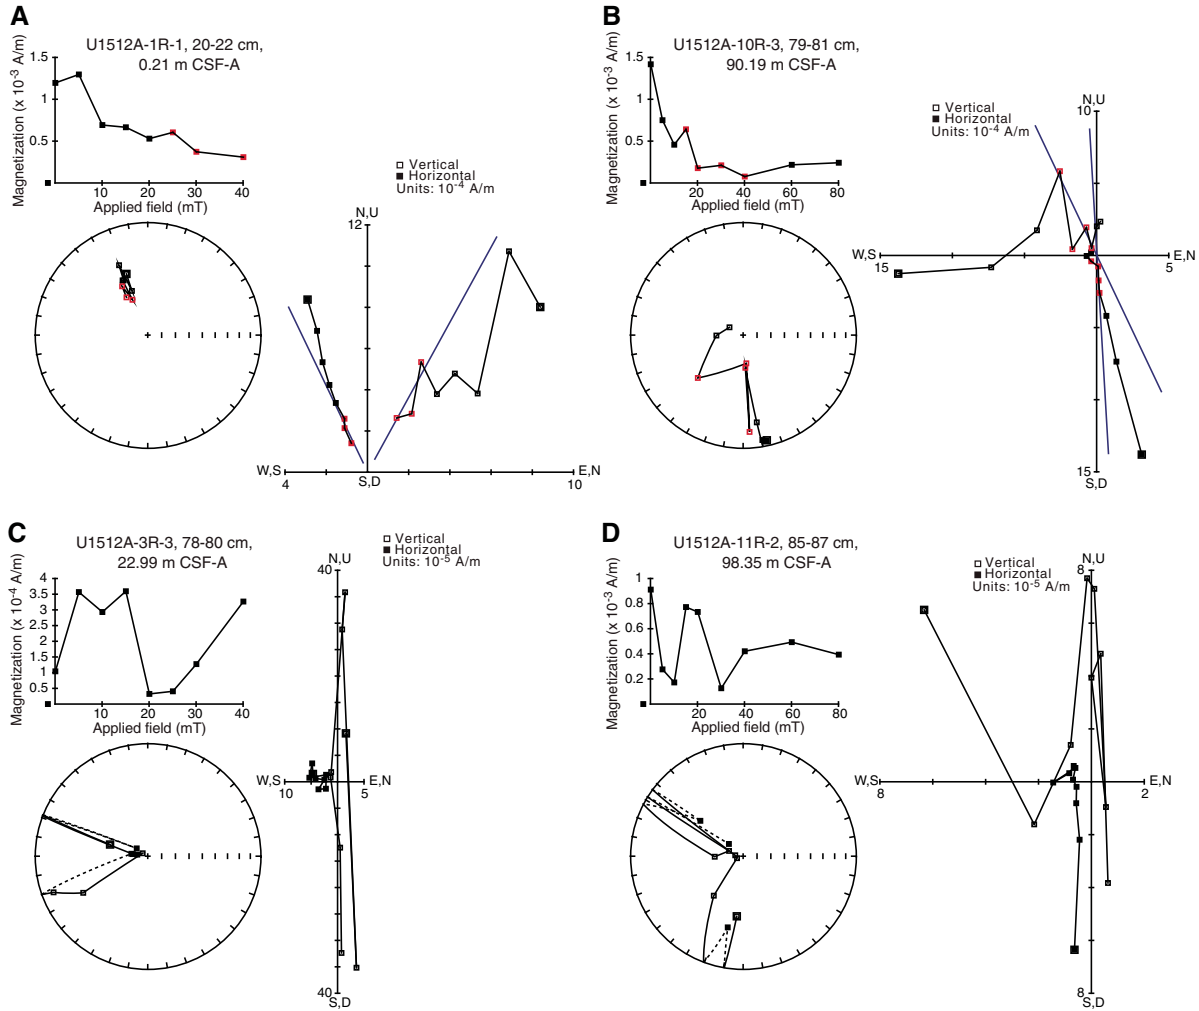 A
U1512A-1R-1, 20-22 cm,
0.21 m CSF-A
Magnetization (x 10-3 A/m)
1.5
1
0.5
10
20
30
40
Applied field (mT)
Vertical
Horizontal
Units: 10-4 A/m
N,U
12
W,S
4
S,D
E,N
10
B
U1512A-10R-3, 79-81 cm,
90.19 m CSF-A
Magnetization (x 10-3 A/m)
1.5
1
0.5
20
40
60
80
Applied field (mT)
Vertical
Horizontal
Units: 10-4 A/m
N,U
10
W,S
15
E,N
5
15
S,D
C
U1512A-3R-3, 78-80 cm,
22.99 m CSF-A
Magnetization (x 10-4 A/m)
4
3.5
3
2.5
2
1.5
1
0.5
10
20
30
40
Applied field (mT)
Vertical
Horizontal
Units: 10-5 A/m
N,U
40
W,S
10
E,N
5
40
S,D
D
U1512A-11R-2, 85-87 cm,
98.35 m CSF-A
Magnetization (x 10-3 A/m)
1
0.8
0.6
0.4
0.2
20
40
60
80
Applied field (mT)
Vertical
Horizontal
Units: 10-5 A/m
N,U
8
W,S
8
E,N
2
8
S,D